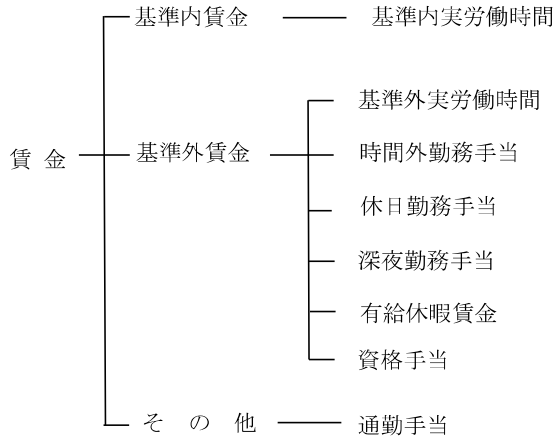 基準内賃金 基準内実労働時間
基準外実労働時間
賃 金 基準外賃金 時間外勤務手当
休日勤務手当
深夜勤務手当
有給休暇賃金
資格手当
そ の 他 通勤手当